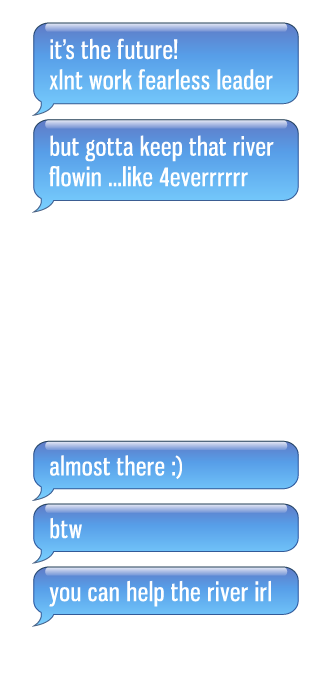 it's the future!
xlnt work fearless leader
but gotta keep that river
flowin ...like 4everrrrrr
almost there :)
btw
you can help the river irl